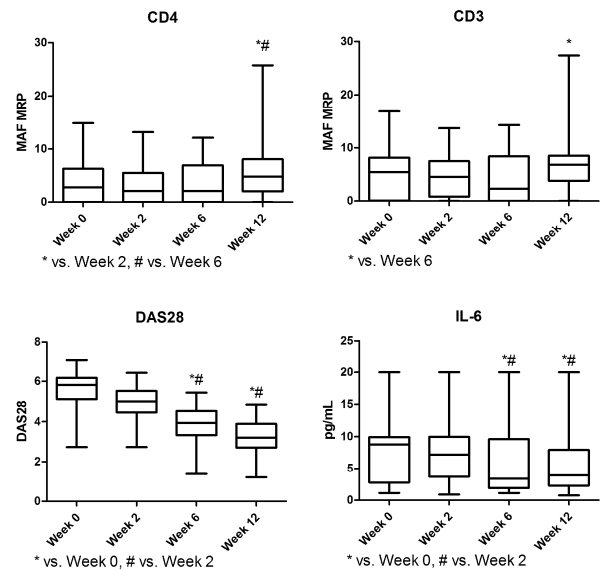 CD4
MAF MRP
30
20
10
0
*#
Week 0
Week 2
Week 6
Week 12
* vs. Week 2, # vs. Week 6
CD3
MAF MRP
30
20
10
0
*
Week 0
Week 2
Week 6
Week 12
* vs. Week 6
DAS28
DAS28
8
6
4
2
0
*#
*#
Week 0
Week 2
Week 6
Week 12
* vs. Week 0, # vs. Week 2
IL-6
pg/mL
25
20
15
10
5
0
*#
*#
Week 0
Week 2
Week 6
Week 12
* vs. Week 0, # vs. Week 2